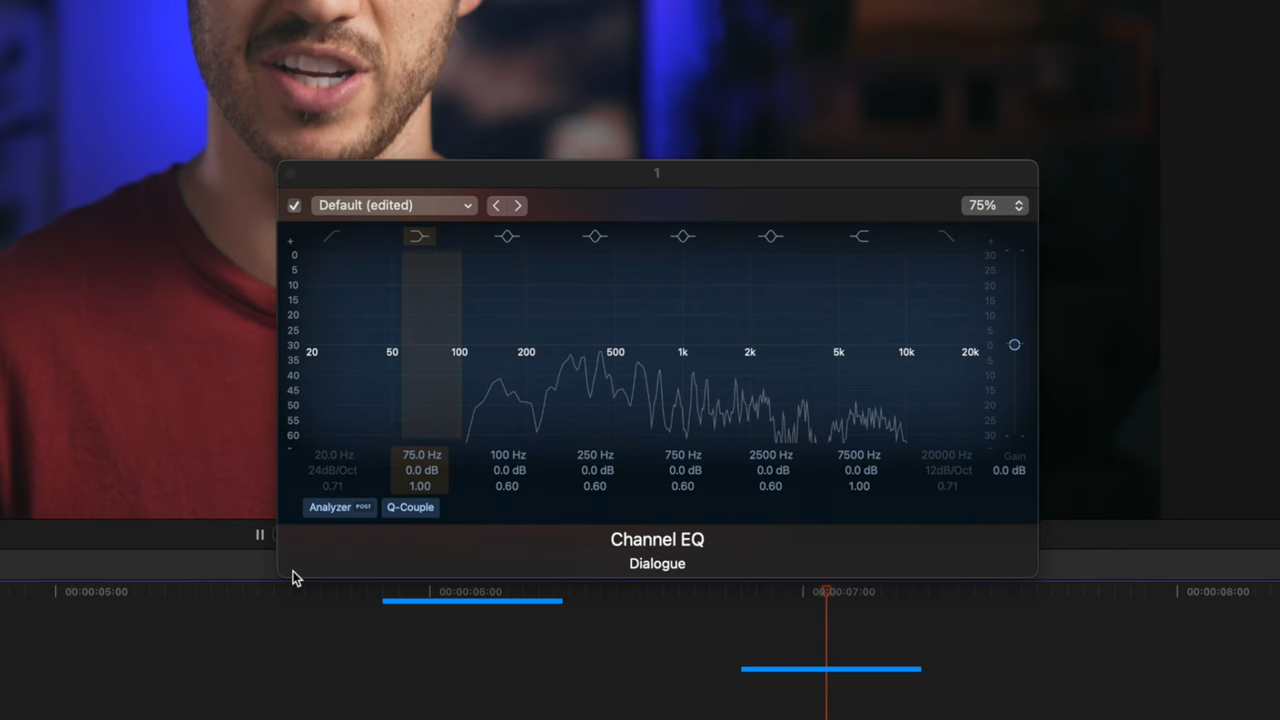 1
Default (edited)
75%
+ +
0 30
5 25
10 20
15 15
20 10
25 5
30 20 50 100 200 500 1k 2k 5k 10k 20k 0
35 5
40 10
45 15
50 20
55 25
60 30
- -
20.0 Hz 75.0 Hz 100 Hz 250 Hz 750 Hz 2500 Hz 7500 Hz 20000 Hz Gain
24dB/Oct 0.0 dB 0.0 dB 0.0 dB 0.0 dB 0.0 dB 0.0 dB 12dB/Oct 0.0 dB
0.71 1.00 0.60 0.60 0.60 0.60 1.00 0.71
Analyzer POST Q-Couple
Channel EQ
Dialogue
00:00:05:00 00:00:06:00 00:00:07:00 00:00:08:00